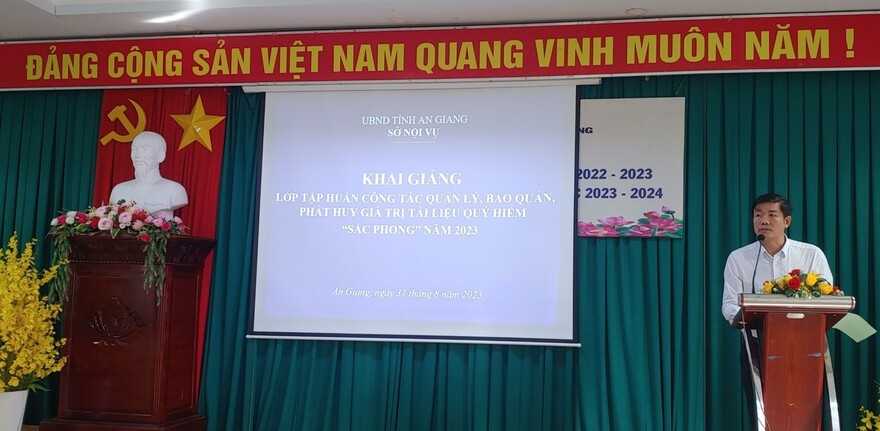 ĐẢNG CỘNG SẢN VIỆT NAM QUANG VINH MUÔN NĂM !
UBND TỈNH AN GIANG
SỞ NỘI VỤ
KHAI GIẢNG
LỚP TẬP HUẤN CÔNG TÁC QUẢN LÝ, BẢO QUẢN,
PHÁT HUY GIÁ TRỊ TÀI LIỆU QUÝ HIẾM
“SẮC PHONG” NĂM 2023
An Giang, ngày 31 tháng 8 năm 2023
2022 - 2023
2023 - 2024